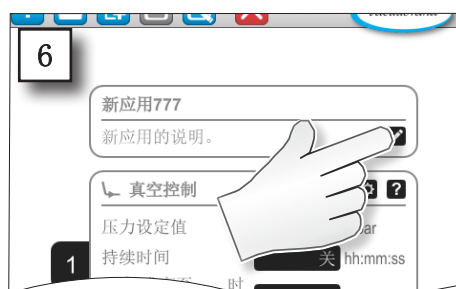 6
新应用777
新应用的说明。
真空控制
?
压力设定值
持续时间 关 hh:mm:ss
1
时